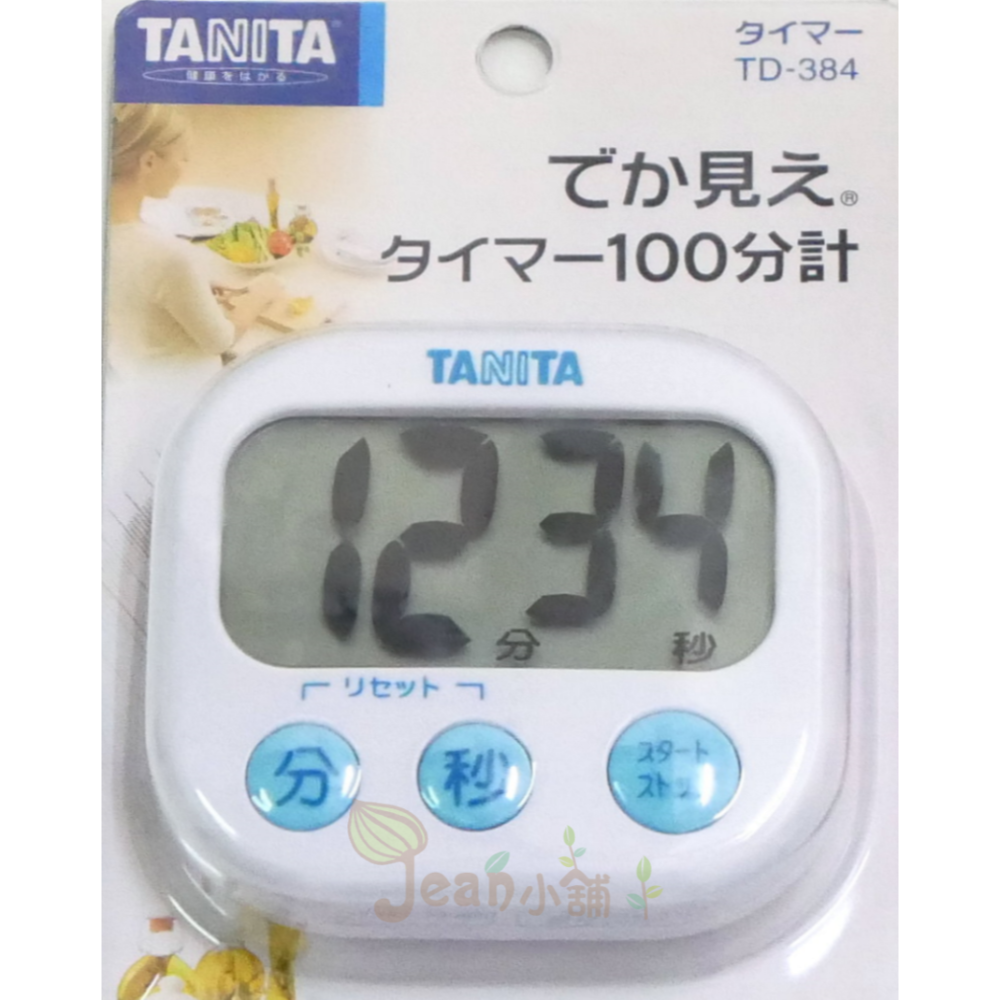 TANITA
健康をはかる
タイマー
TD-384
でか見え®
タイマー100分計
TANITA
12 34
分 秒
リセット
分
秒
スタート
ストップ
Jean小舖